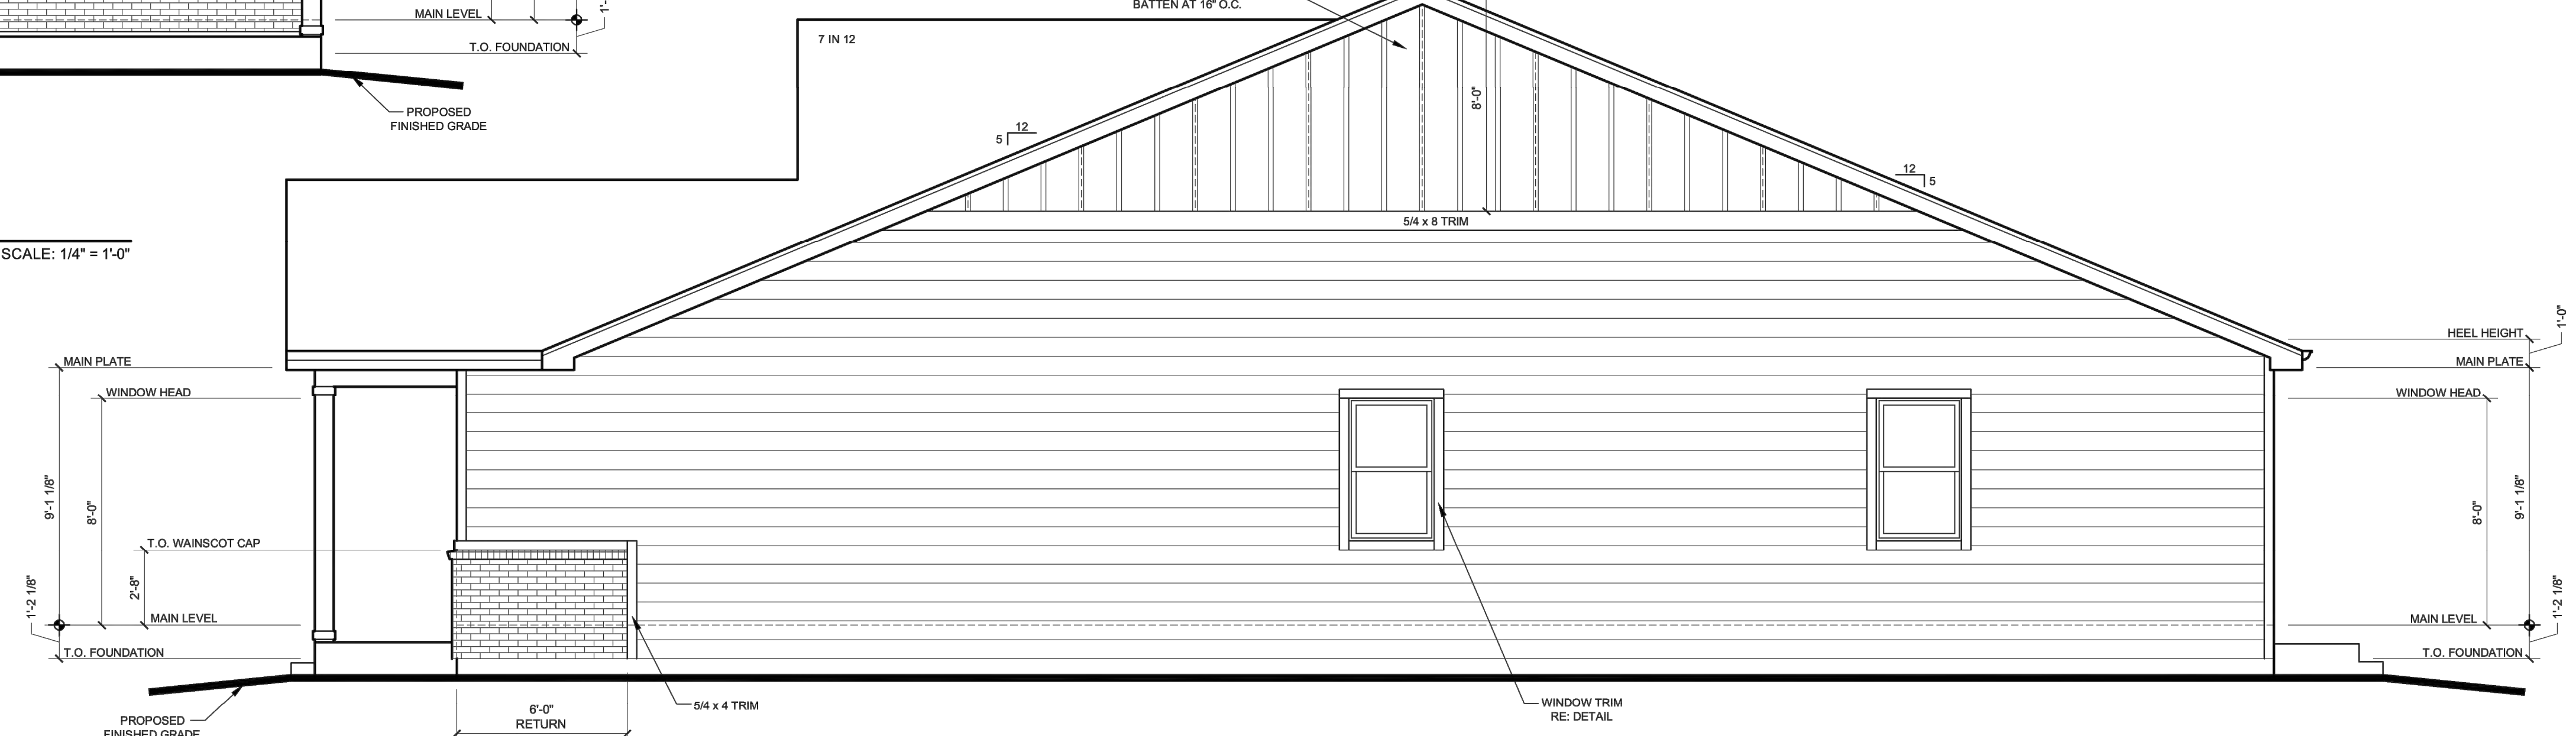 MAIN LEVEL
T.O. FOUNDATION
1'-
PROPOSED
FINISHED GRADE
SCALE: 1/4" = 1'-0"
BATTEN AT 16" O.C.
7 IN 12
12
5
8'-0"
12
5
5/4 x 8 TRIM
MAIN PLATE
WINDOW HEAD
9'-1 1/8"
8'-0"
T.O. WAINSCOT CAP
2'-8"
1'-2 1/8"
MAIN LEVEL
T.O. FOUNDATION
PROPOSED
FINISHED GRADE
6'-0"
RETURN
5/4 x 4 TRIM
WINDOW TRIM
RE: DETAIL
HEEL HEIGHT
1'-0"
MAIN PLATE
WINDOW HEAD
8'-0"
9'-1 1/8"
1'-2 1/8"
MAIN LEVEL
T.O. FOUNDATION